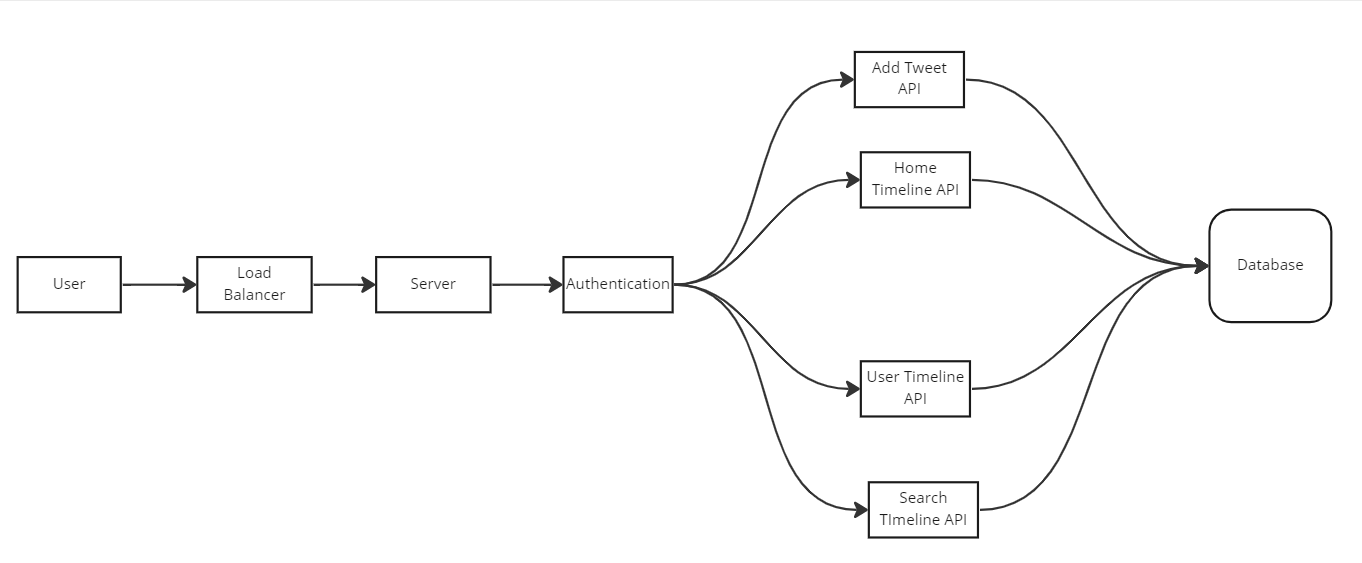 User
Load
Balancer
Server
Authentication
Add Tweet
API
Home
Timeline API
User Timeline
API
Search
TImeline API
Database